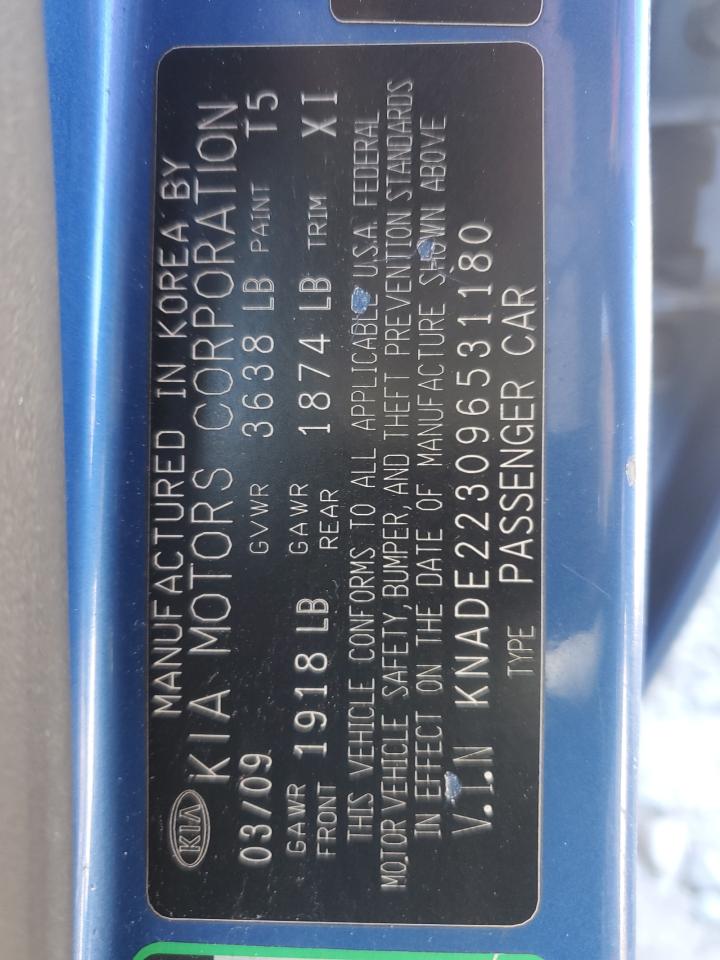 KIA
MANUFACTURED IN KOREA BY
KIA MOTORS CORPORATION
03/09 GVWR 3638 LB PAINT T5
GAWR FRONT 1918 LB GAWR REAR 1874 LB TRIM XI
THIS VEHICLE CONFORMS TO ALL APPLICABLE U.S.A. FEDERAL
MOTOR VEHICLE SAFETY, BUMPER, AND THEFT PREVENTION STANDARDS
IN EFFECT ON THE DATE OF MANUFACTURE SHOWN ABOVE
V.I.N KNADE223096531180
TYPE PASSENGER CAR